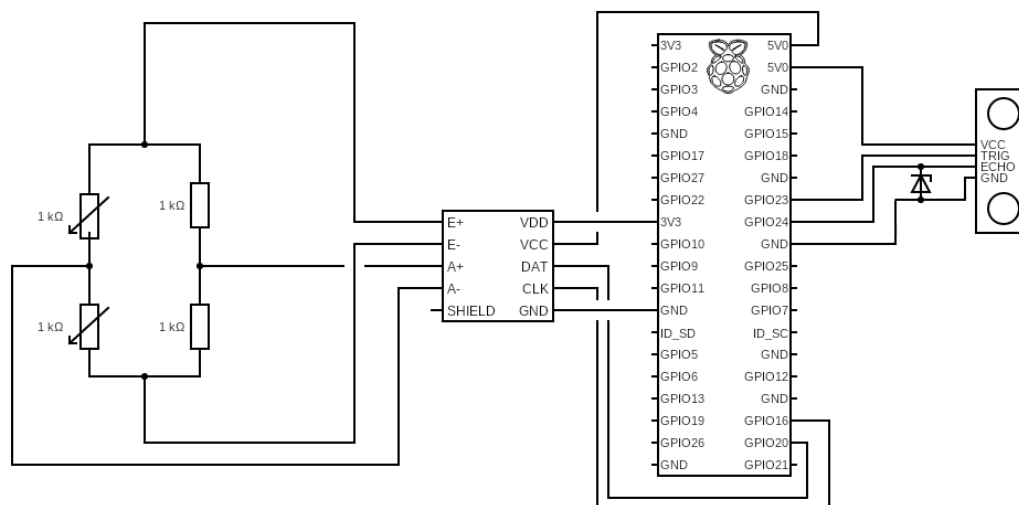 1 kΩ
1 kΩ
1 kΩ
1 kΩ
E+ VDD
E- VCC
A+ DAT
A- CLK
SHIELD GND
3V3 5V0
GPIO2 5V0
GPIO3 GND
GPIO4 GPIO14
GND GPIO15
GPIO17 GPIO18
GPIO27 GND
GPIO22 GPIO23
3V3 GPIO24
GPIO10 GND
GPIO9 GPIO25
GPIO11 GPIO8
GND GPIO7
ID_SD ID_SC
GPIO5 GND
GPIO6 GPIO12
GPIO13 GND
GPIO19 GPIO16
GPIO26 GPIO20
GND GPIO21
VCC
TRIG
ECHO
GND